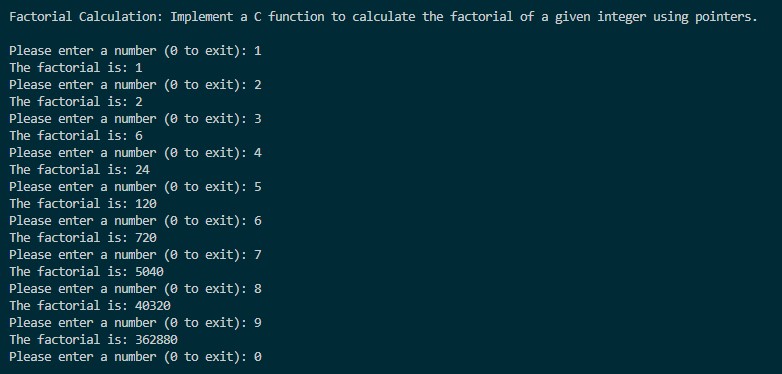 Factorial Calculation: Implement a C function to calculate the factorial of a given integer using pointers.
Please enter a number (0 to exit): 1
The factorial is: 1
Please enter a number (0 to exit): 2
The factorial is: 2
Please enter a number (0 to exit): 3
The factorial is: 6
Please enter a number (0 to exit): 4
The factorial is: 24
Please enter a number (0 to exit): 5
The factorial is: 120
Please enter a number (0 to exit): 6
The factorial is: 720
Please enter a number (0 to exit): 7
The factorial is: 5040
Please enter a number (0 to exit): 8
The factorial is: 40320
Please enter a number (0 to exit): 9
The factorial is: 362880
Please enter a number (0 to exit): 0